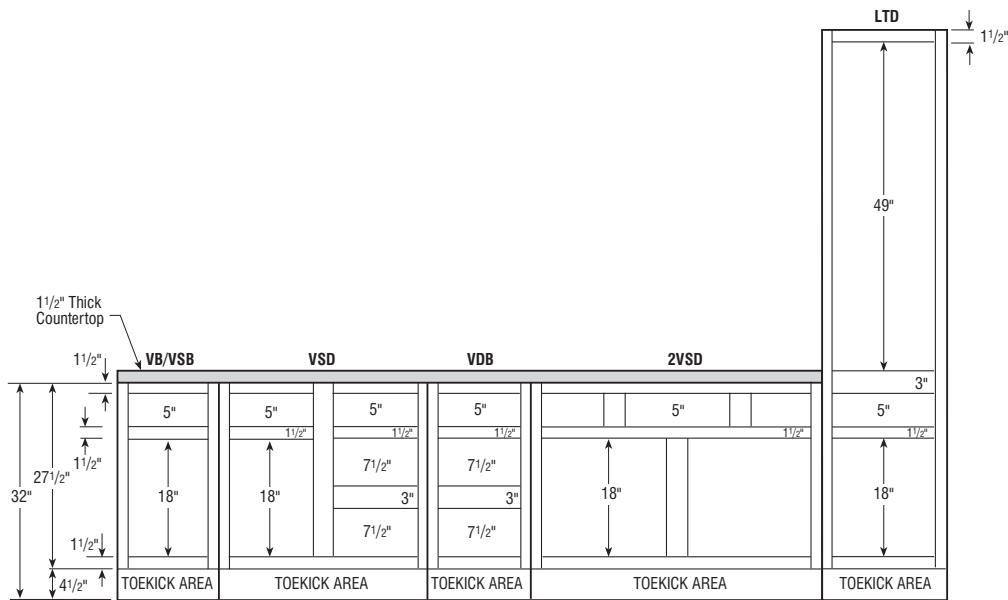 LTD
1 1/2"
49"
1 1/2" Thick
Countertop
1 1/2"
VB/VSB
VSD
VDB
2VSD
3"
5"
5"
5"
5"
5"
5"
1 1/2"
1 1/2"
1 1/2"
1 1/2"
1 1/2"
1 1/2"
32"
27 1/2"
18"
18"
7 1/2"
7 1/2"
18"
18"
3"
3"
7 1/2"
7 1/2"
1 1/2"
4 1/2"
TOEKICK AREA
TOEKICK AREA
TOEKICK AREA
TOEKICK AREA
TOEKICK AREA